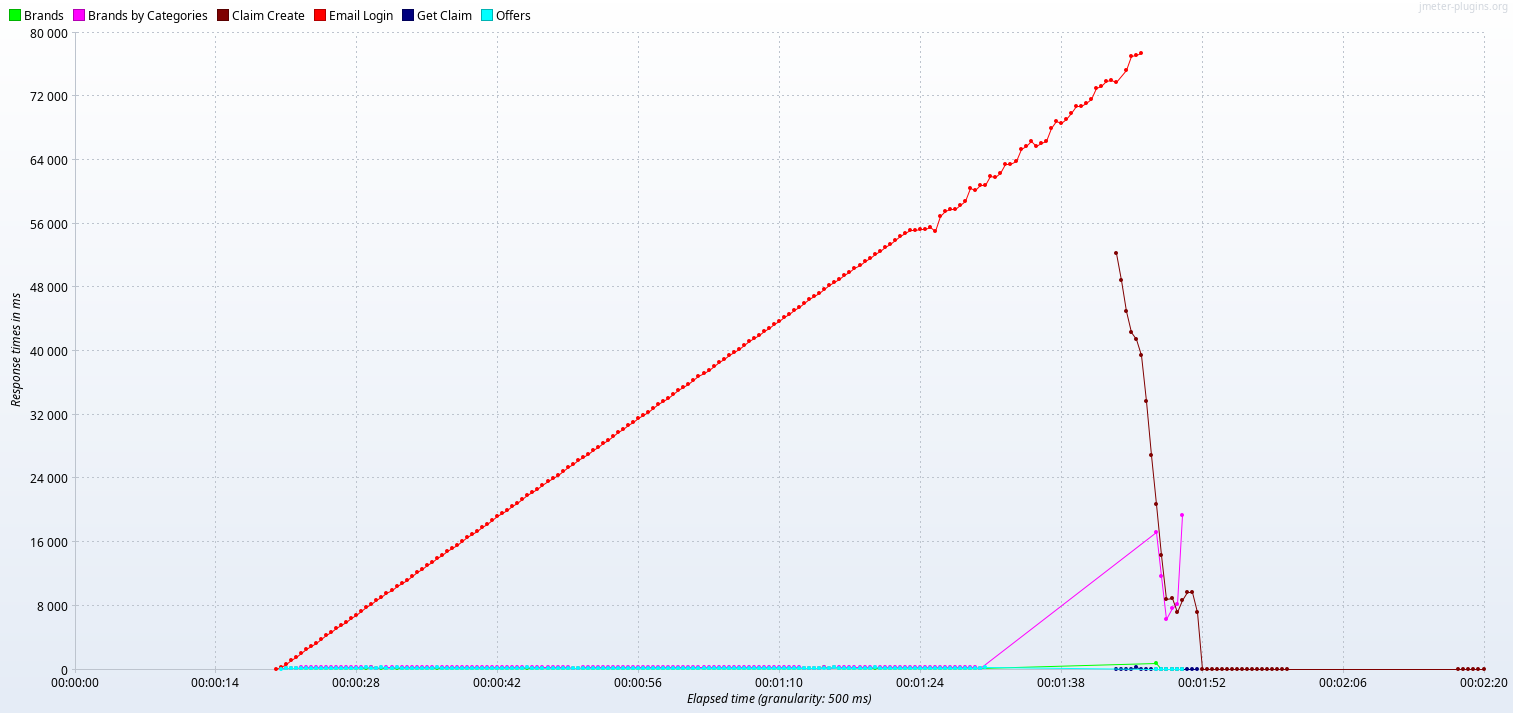 Brands Brands by Categories Claim Create Email Login Get Claim Offers
jmeter-plugins.org
80 000
72 000
64 000
56 000
48 000
40 000
32 000
24 000
16 000
8 000
0
Response times in ms
00:00:00 00:00:14 00:00:28 00:00:42 00:00:56 00:01:10 00:01:24 00:01:38 00:01:52 00:02:06 00:02:20
Elapsed time (granularity: 500 ms)